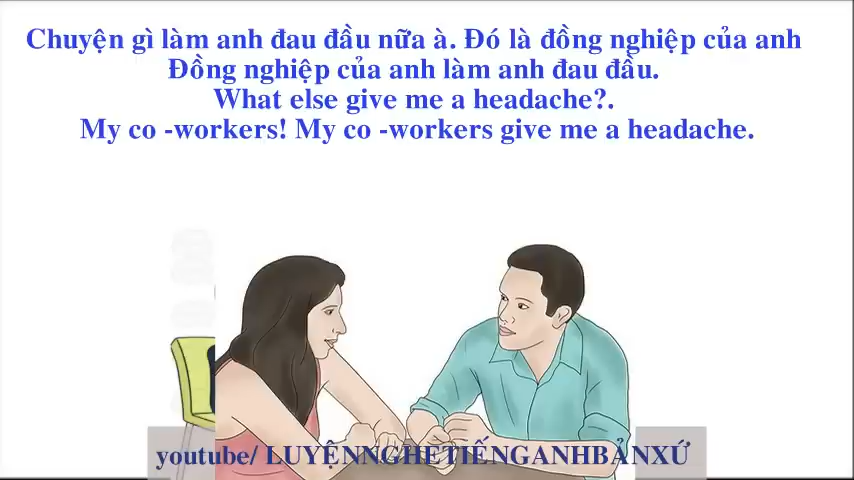 Chuyện gì làm anh đau đầu nữa à. Đó là đồng nghiệp của anh
Đồng nghiệp của anh làm anh đau đầu.
What else give me a headache?.
My co -workers! My co -workers give me a headache.
youtube/ LUYỆNNGHETIẾNGANHBẢNXỨ